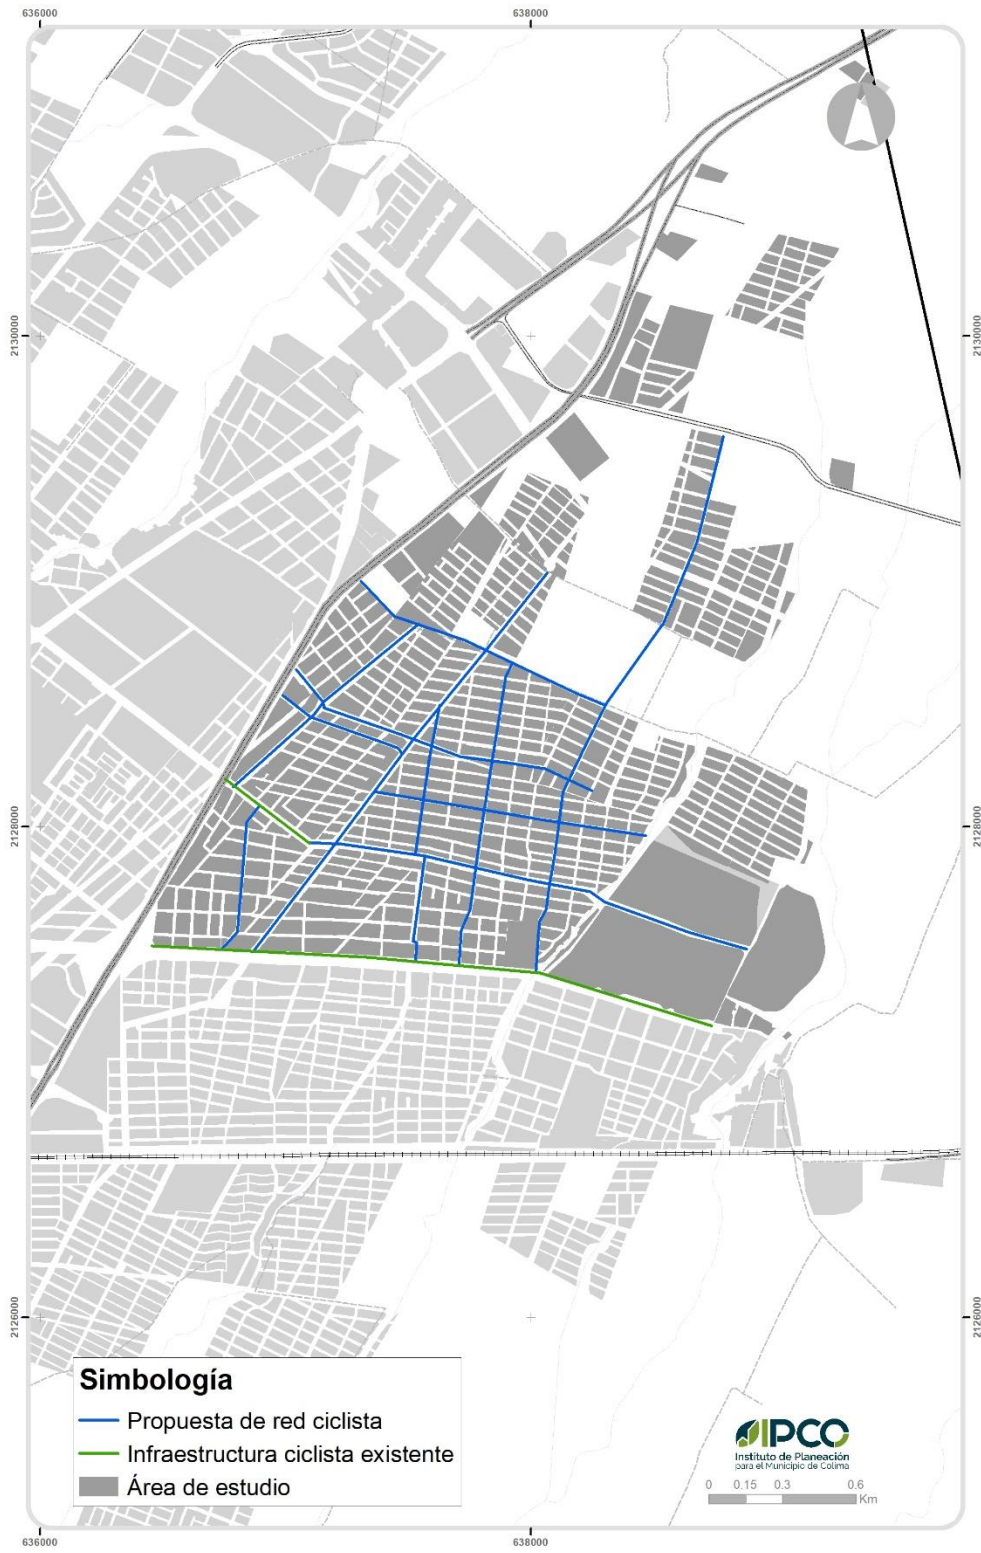 636000
638000
2130000
2130000
2128000
2128000
2126000
2126000
Simbología
Propuesta de red ciclista
Infraestructura ciclista existente
Área de estudio
IPCO
Instituto de Planeación
para el Municipio de Colima
0 0.15 0.3 0.6
Km
636000
638000